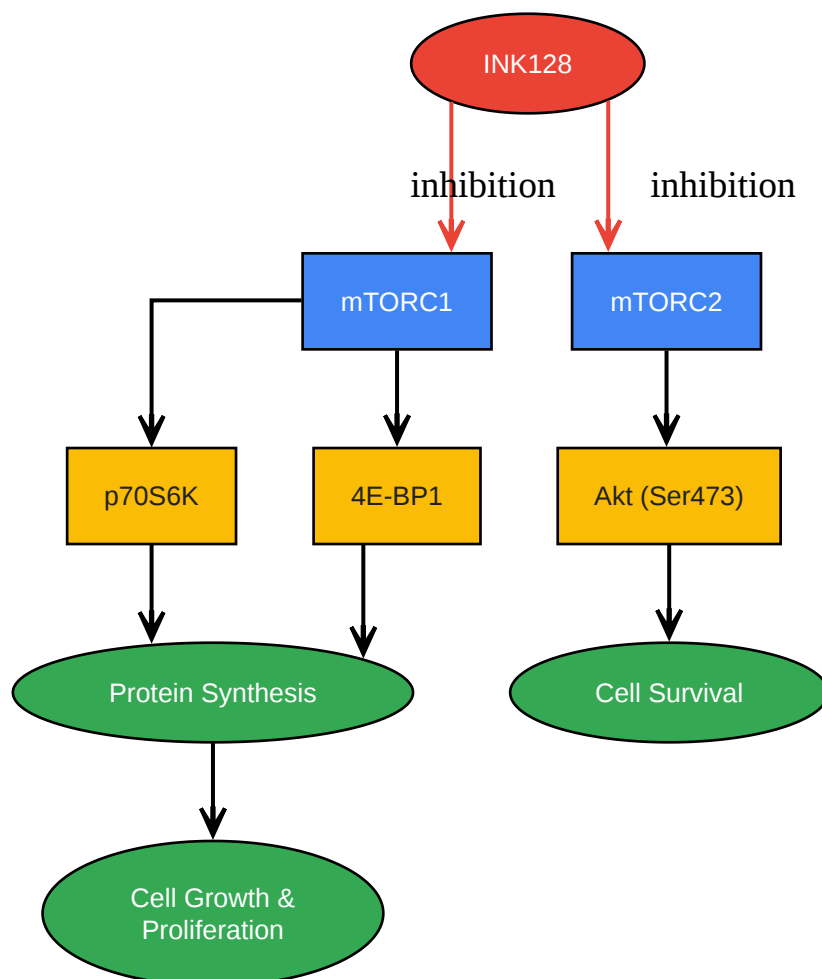 INK128
inhibition
inhibition
mTORC1
mTORC2
p70S6K
4E-BP1
Akt (Ser473)
Protein Synthesis
Cell Survival
Cell Growth &
Proliferation